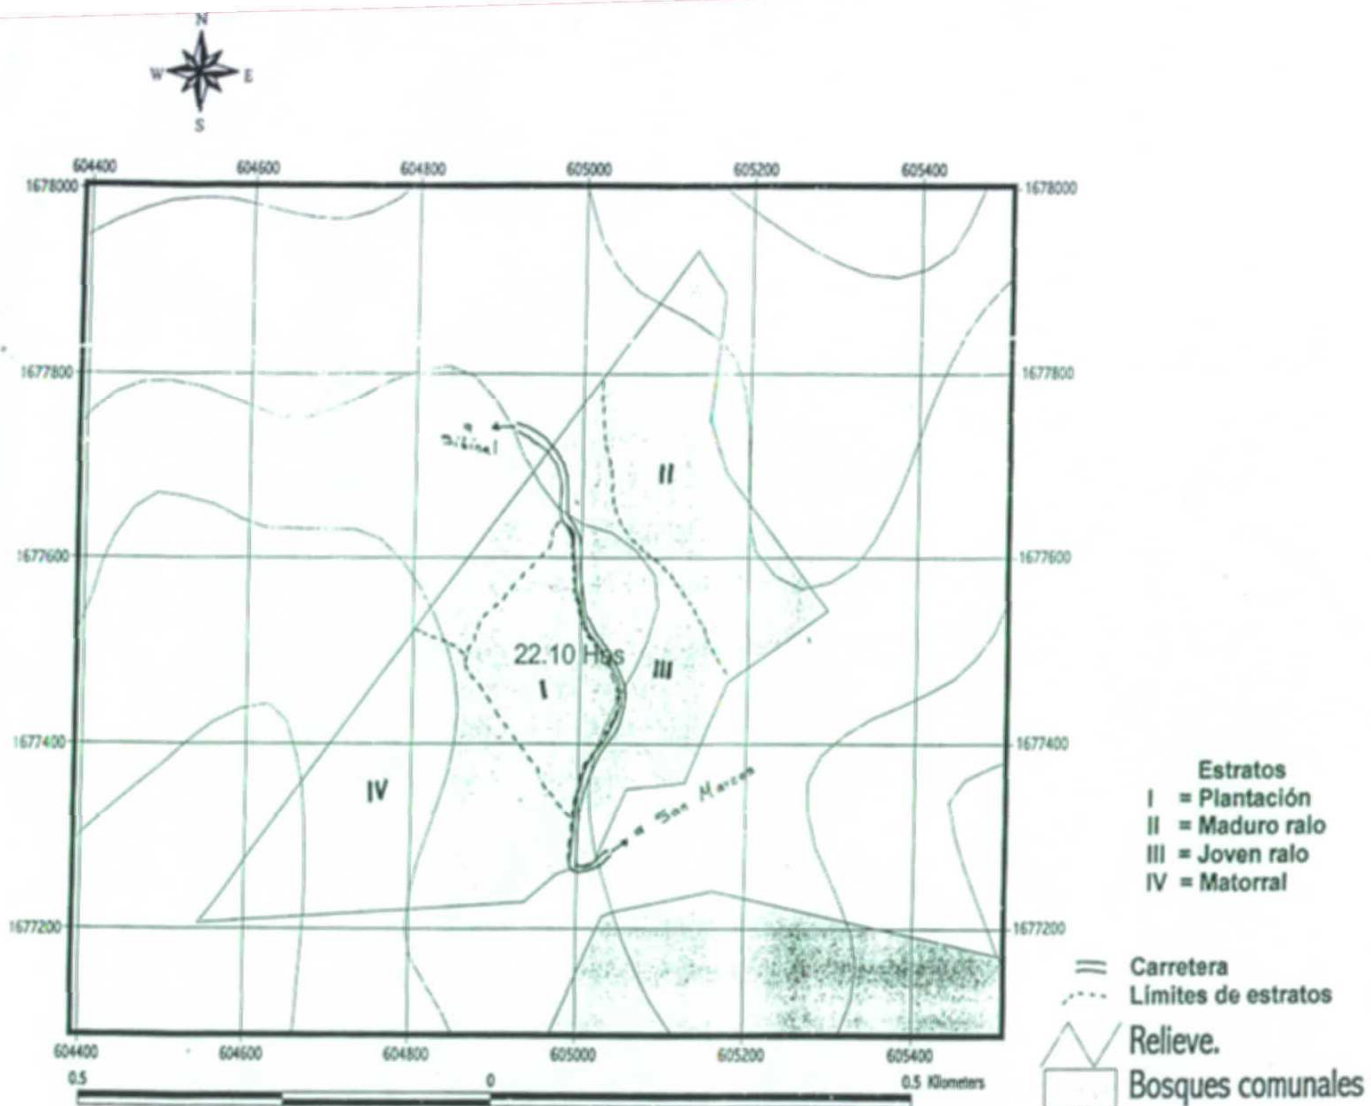 N
W E
S
604400 604600 604800 605000 605200 605400
1678000 1678000
1677800 1677800
a
Sibinal
II
1677600 1677600
22.10 Has
III
I
1677400 1677400
IV
a San Marcos
Estratos
I = Plantación
II = Maduro ralo
III = Joven ralo
IV = Matorral
1677200 1677200
Carretera
Límites de estratos
Relieve.
Bosques comunales
604400 604600 604800 605000 605200 605400
0.5 0 0.5 Kilometers